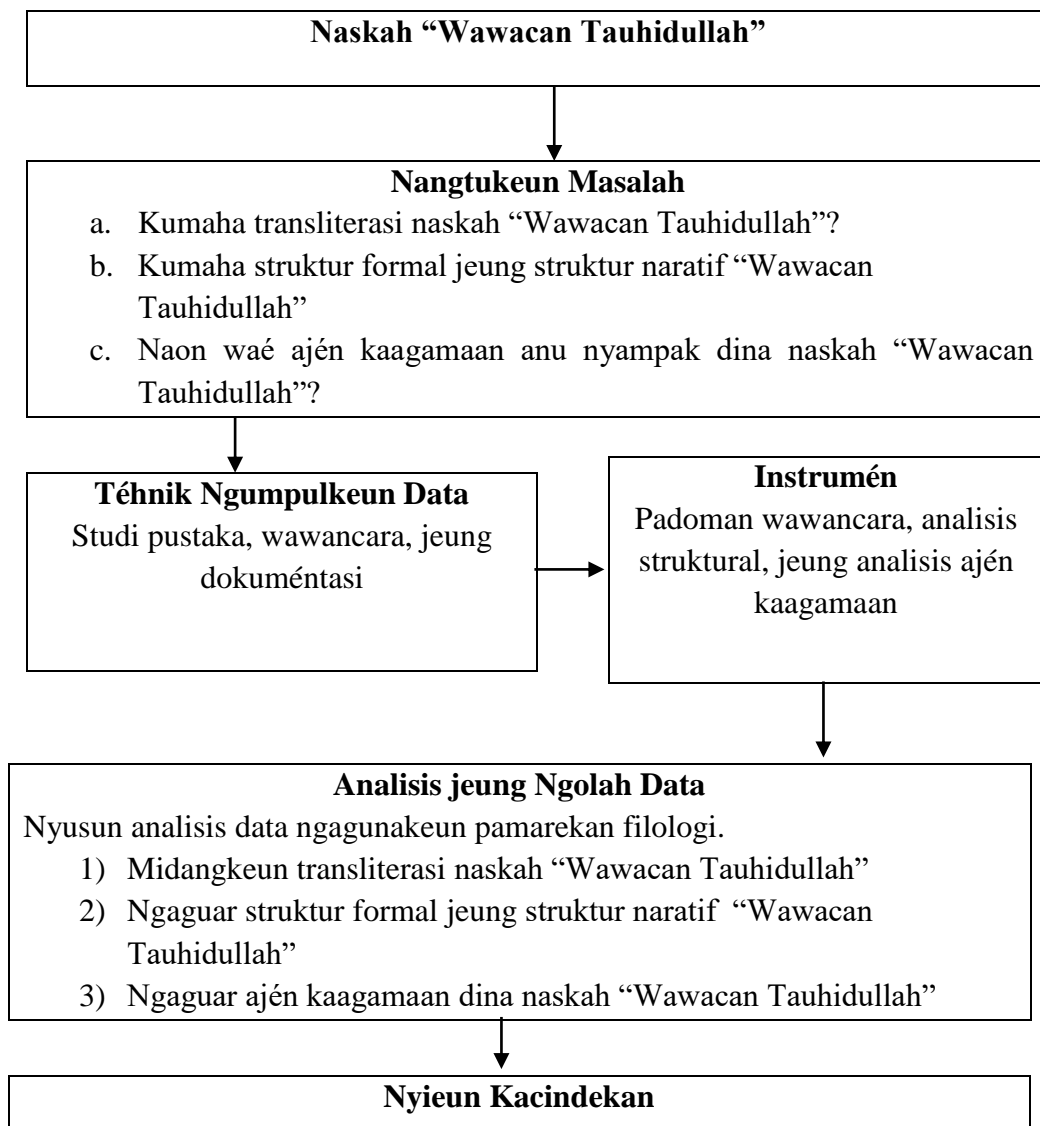 Naskah “Wawacan Tauhidullah”
Nangtukeun Masalah
a. Kumaha transliterasi naskah “Wawacan Tauhidullah”?
b. Kumaha struktur formal jeung struktur naratif “Wawacan
Tauhidullah”
c. Naon waé ajén kaagamaan anu nyampak dina naskah “Wawacan
Tauhidullah”?
Téhnik Ngumpulkeun Data
Studi pustaka, wawancara, jeung
dokuméntasi
Instrumén
Padoman wawancara, analisis
struktural, jeung analisis ajén
kaagamaan
Analisis jeung Ngolah Data
Nyusun analisis data ngagunakeun pamarekan filologi.
1) Midangkeun transliterasi naskah “Wawacan Tauhidullah”
2) Ngaguar struktur formal jeung struktur naratif “Wawacan
Tauhidullah”
3) Ngaguar ajén kaagamaan dina naskah “Wawacan Tauhidullah”
Nyieun Kacindekan